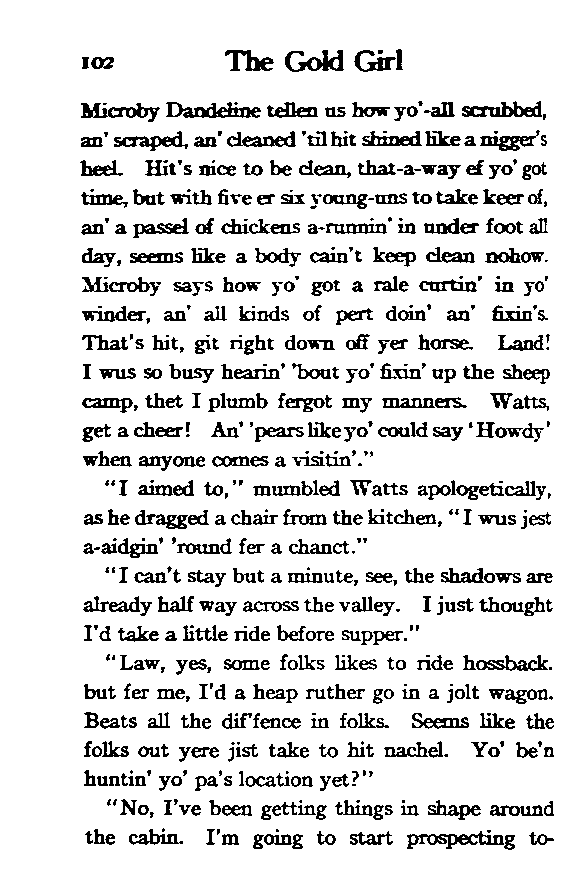 102 The Gold Girl
Microby Dandeline tellen us how yo'-all scrubbed,
an' scraped, an' cleaned 'til hit shined like a nigger's
heel. Hit's nice to be clean, that-a-way ef yo' got
time, but with five er six young-uns to take keer of,
an' a passel of chickens a-runnin' in under foot all
day, seems like a body cain't keep clean nohow.
Microby says how yo' got a rale curtin' in yo'
winder, an' all kinds of pert doin' an' fixin's.
That's hit, git right down off yer horse. Land!
I wus so busy hearin' 'bout yo' fixin' up the sheep
camp, thet I plumb fergot my manners. Watts,
get a cheer! An' 'pears like yo' could say 'Howdy'
when anyone comes a visitin'."
"I aimed to," mumbled Watts apologetically,
as he dragged a chair from the kitchen, "I wus jest
a-aidgin' 'round fer a chanct."
"I can't stay but a minute, see, the shadows are
already half way across the valley. I just thought
I'd take a little ride before supper."
"Law, yes, some folks likes to ride hossback.
but fer me, I'd a heap ruther go in a jolt wagon.
Beats all the dif'fence in folks. Seems like the
folks out yere jist take to hit nachel. Yo' be'n
huntin' yo' pa's location yet?"
"No, I've been getting things in shape around
the cabin. I'm going to start prospecting to-